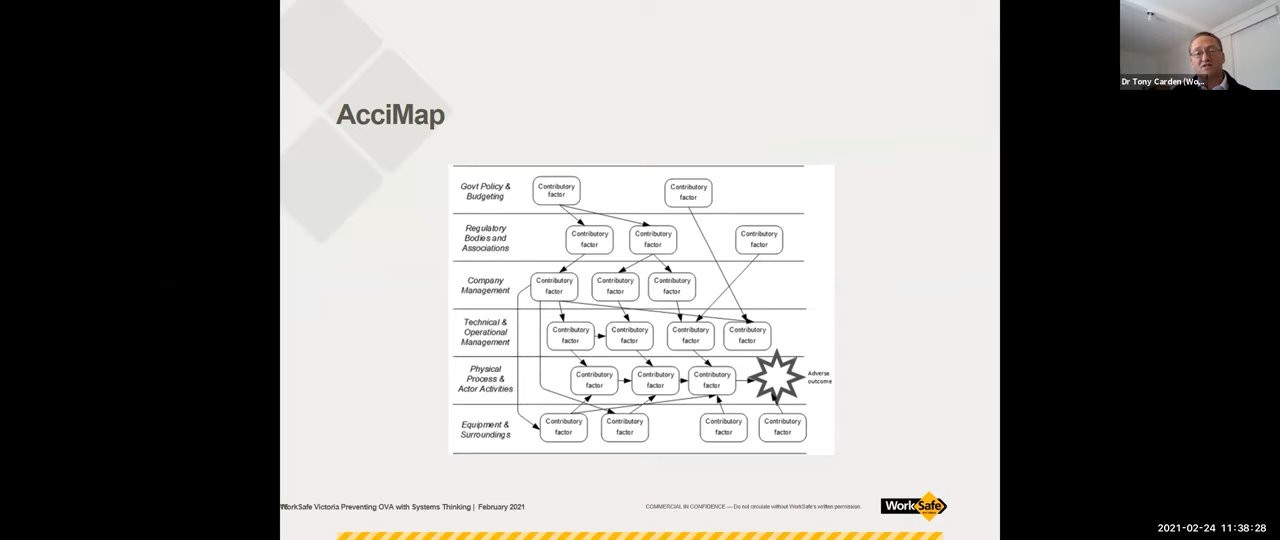 Dr Tony Carden (Wo...
AcciMap
Govt Policy &
Budgeting
Contributory
factor
Contributory
factor
Regulatory
Bodies and
Associations
Contributory
factor
Contributory
factor
Contributory
factor
Company
Management
Contributory
factor
Contributory
factor
Contributory
factor
Technical &
Operational
Management
Contributory
factor
Contributory
factor
Contributory
factor
Contributory
factor
Physical
Process &
Actor Activities
Contributory
factor
Contributory
factor
Contributory
factor
Adverse
outcome
Equipment &
Surroundings
Contributory
factor
Contributory
factor
Contributory
factor
Contributory
factor
WorkSafe Victoria Preventing OVA with Systems Thinking | February 2021
COMMERCIAL IN CONFIDENCE — Do not circulate without WorkSafe's written permission.
WorkSafe
2021-02-24 11:38:28